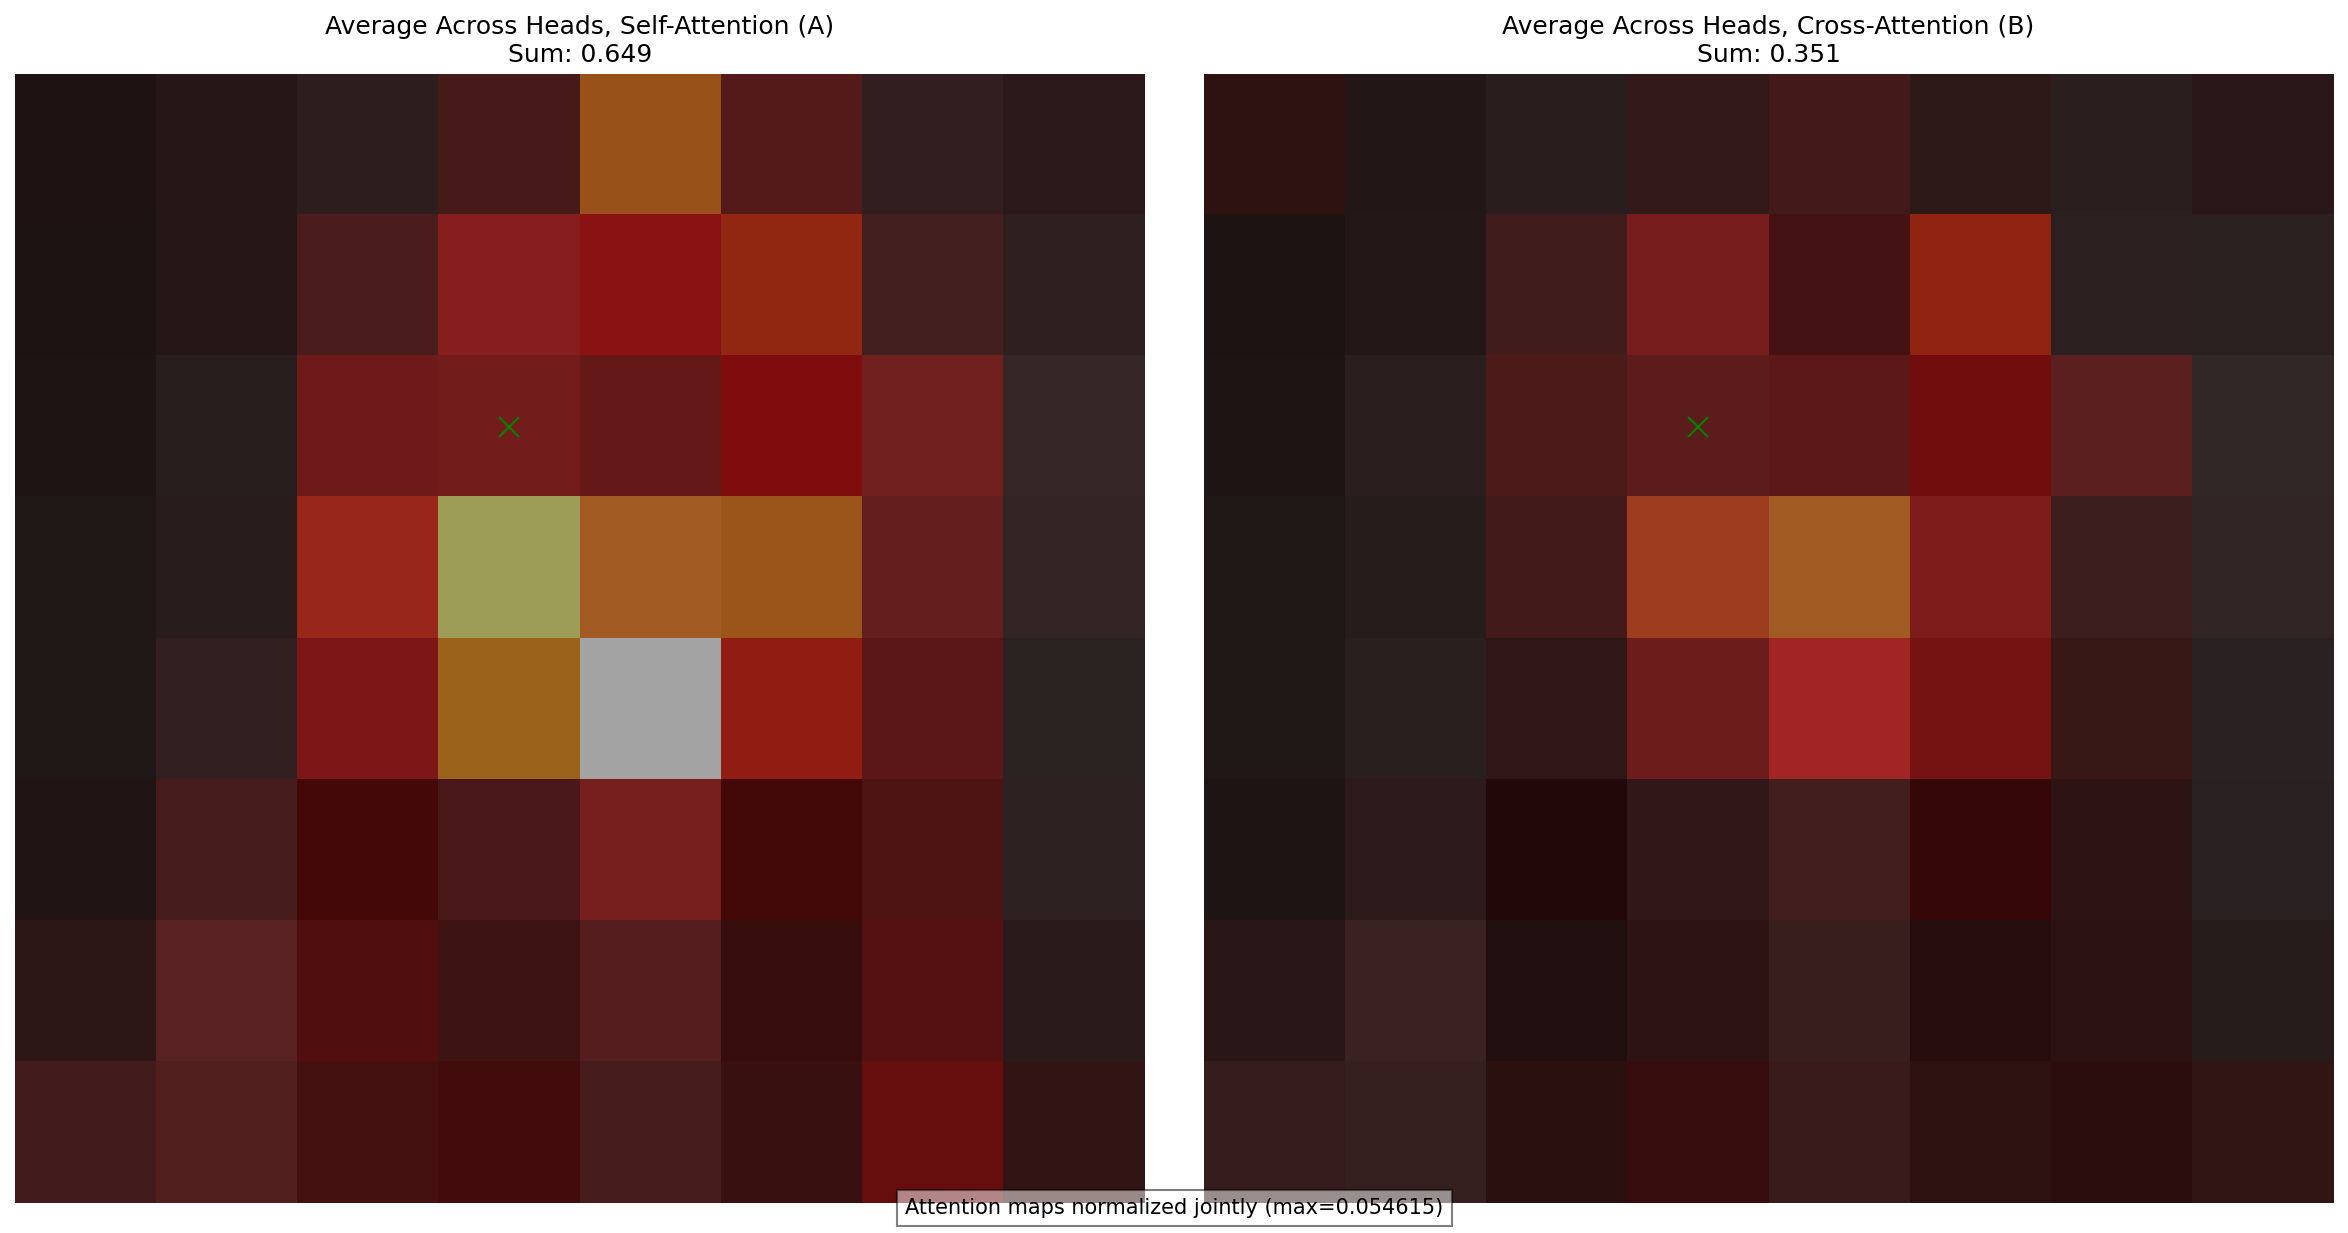 Average Across Heads, Self-Attention (A)
Sum: 0.649
Average Across Heads, Cross-Attention (B)
Sum: 0.351
Attention maps normalized jointly (max=0.054615)